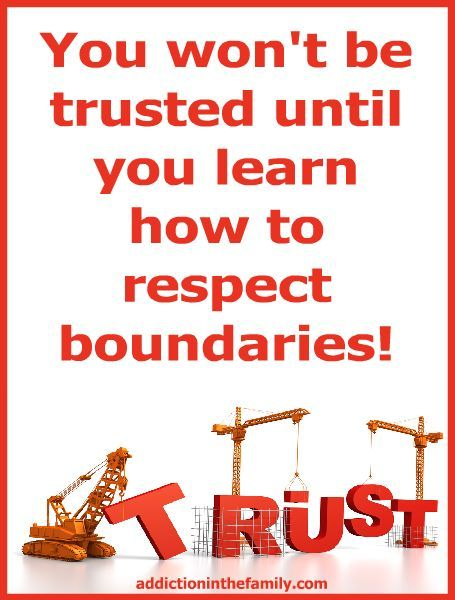 You won't be
trusted until
you learn
how to
respect
boundaries!
TRUST
addictioninthefamily.com